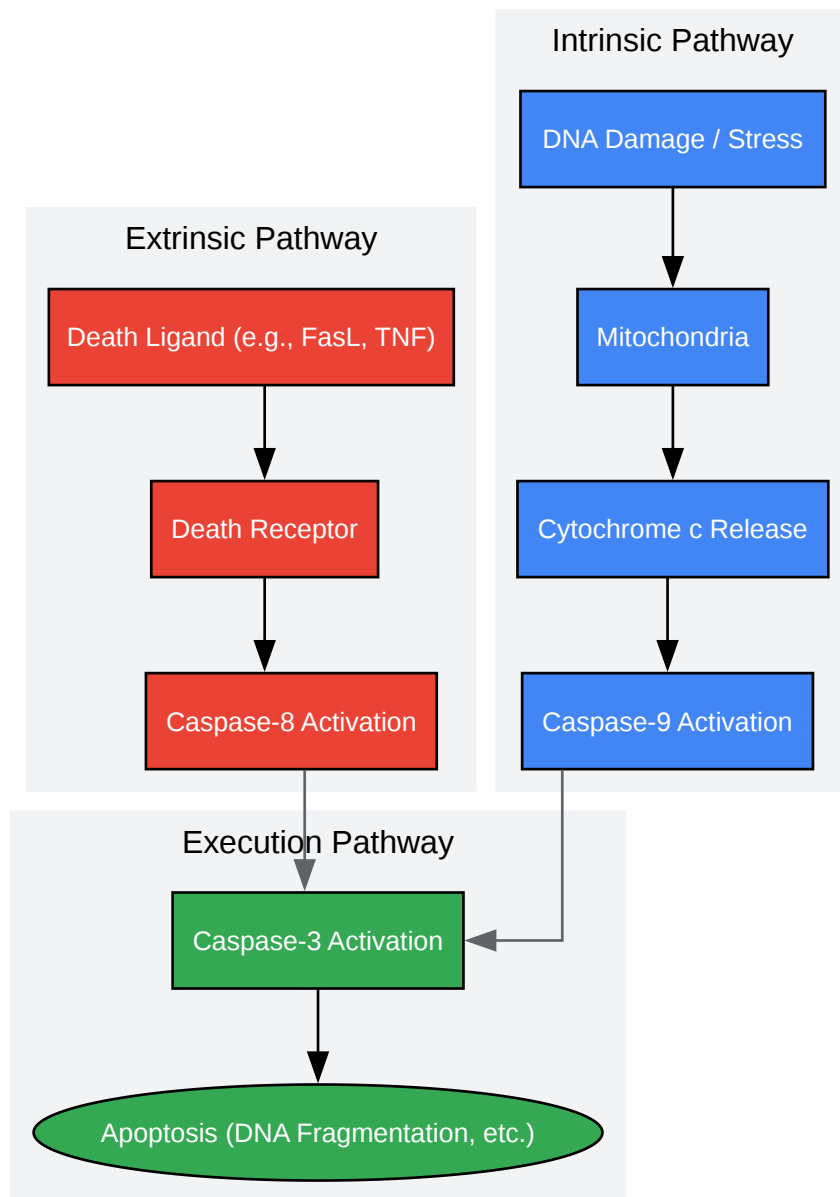 Intrinsic Pathway
DNA Damage / Stress
Mitochondria
Cytochrome c Release
Caspase-9 Activation
Extrinsic Pathway
Death Ligand (e.g., FasL, TNF)
Death Receptor
Caspase-8 Activation
Execution Pathway
Caspase-3 Activation
Apoptosis (DNA Fragmentation, etc.)